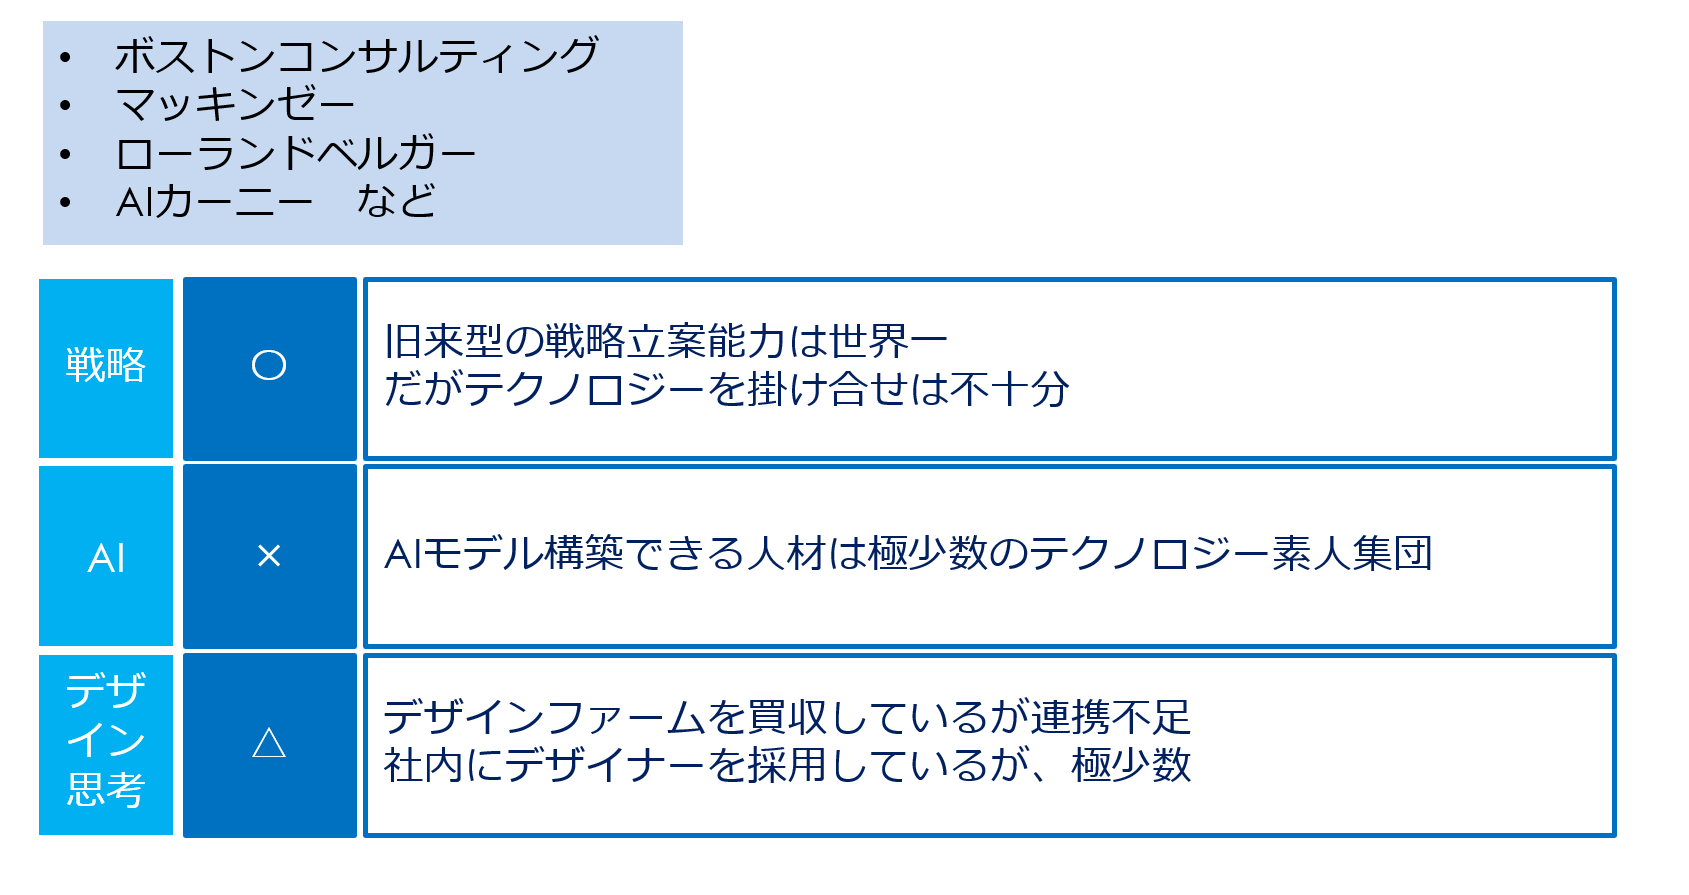 • ボストンコンサルティング
• マッキンゼー
• ローランドベルガー
• AIカーニー　など
戦略
〇
旧来型の戦略立案能力は世界一
だがテクノロジーを掛け合せは不十分
AI
×
AIモデル構築できる人材は極少数のテクノロジー素人集団
デザ
イン
思考
△
デザインファームを買収しているが連携不足
社内にデザイナーを採用しているが、極少数